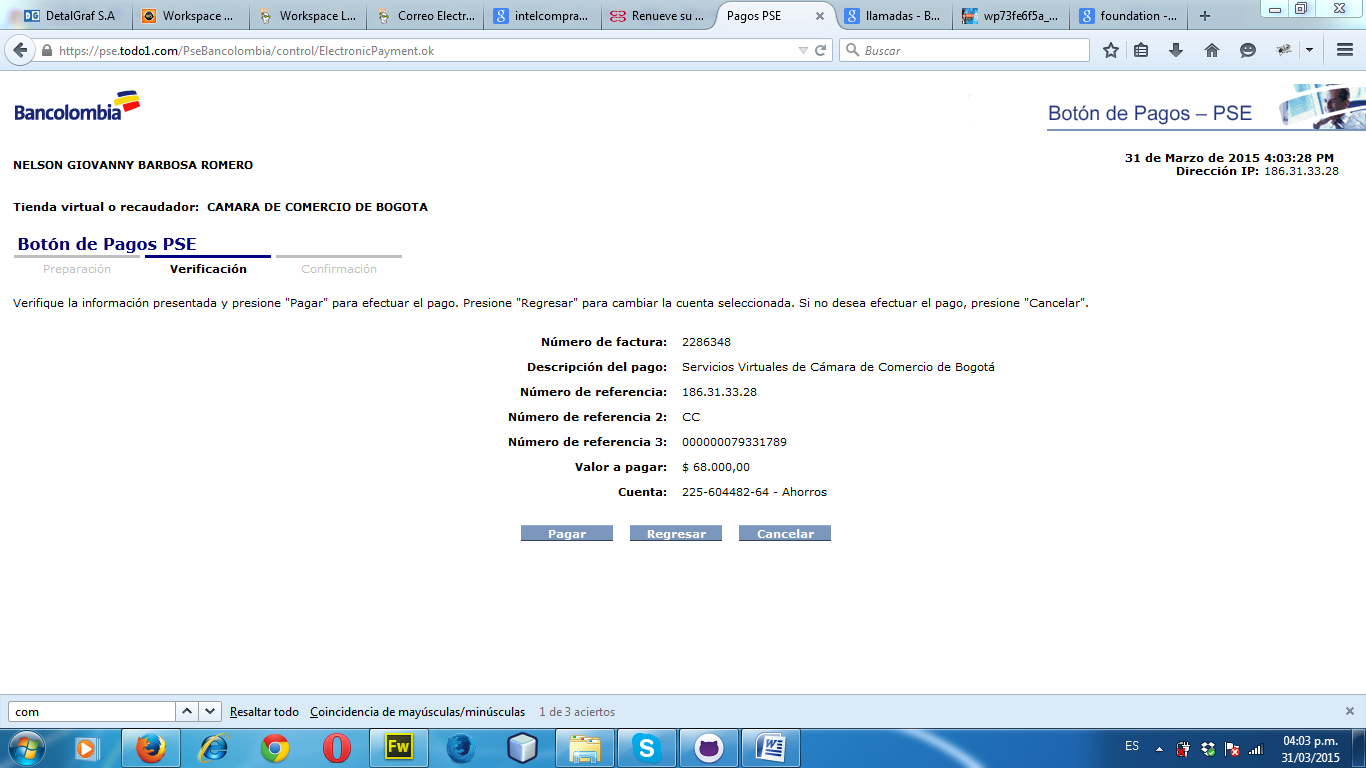 DetalGraf S.A
Workspace ...
Workspace L...
Correo Electr...
intelcompra...
Renueve su ...
Pagos PSE
llamadas - B...
wp73fe6f5a_...
foundation -...
https://pse.todo1.com/PseBancolombia/control/ElectronicPayment.ok
Buscar
Bancolombia
Botón de Pagos – PSE
NELSON GIOVANNY BARBOSA ROMERO
31 de Marzo de 2015 4:03:28 PM
Dirección IP: 186.31.33.28
Tienda virtual o recaudador: CAMARA DE COMERCIO DE BOGOTA
Botón de Pagos PSE
Preparación Verificación Confirmación
Verifique la información presentada y presione "Pagar" para efectuar el pago. Presione "Regresar" para cambiar la cuenta seleccionada. Si no desea efectuar el pago, presione "Cancelar".
Número de factura: 2286348
Descripción del pago: Servicios Virtuales de Cámara de Comercio de Bogotá
Número de referencia: 186.31.33.28
Número de referencia 2: CC
Número de referencia 3: 000000079331789
Valor a pagar: $ 68.000,00
Cuenta: 225-604482-64 - Ahorros
Pagar Regresar Cancelar
com
Resaltar todo Coincidencia de mayúsculas/minúsculas 1 de 3 aciertos
Fw
ES
04:03 p.m.
31/03/2015